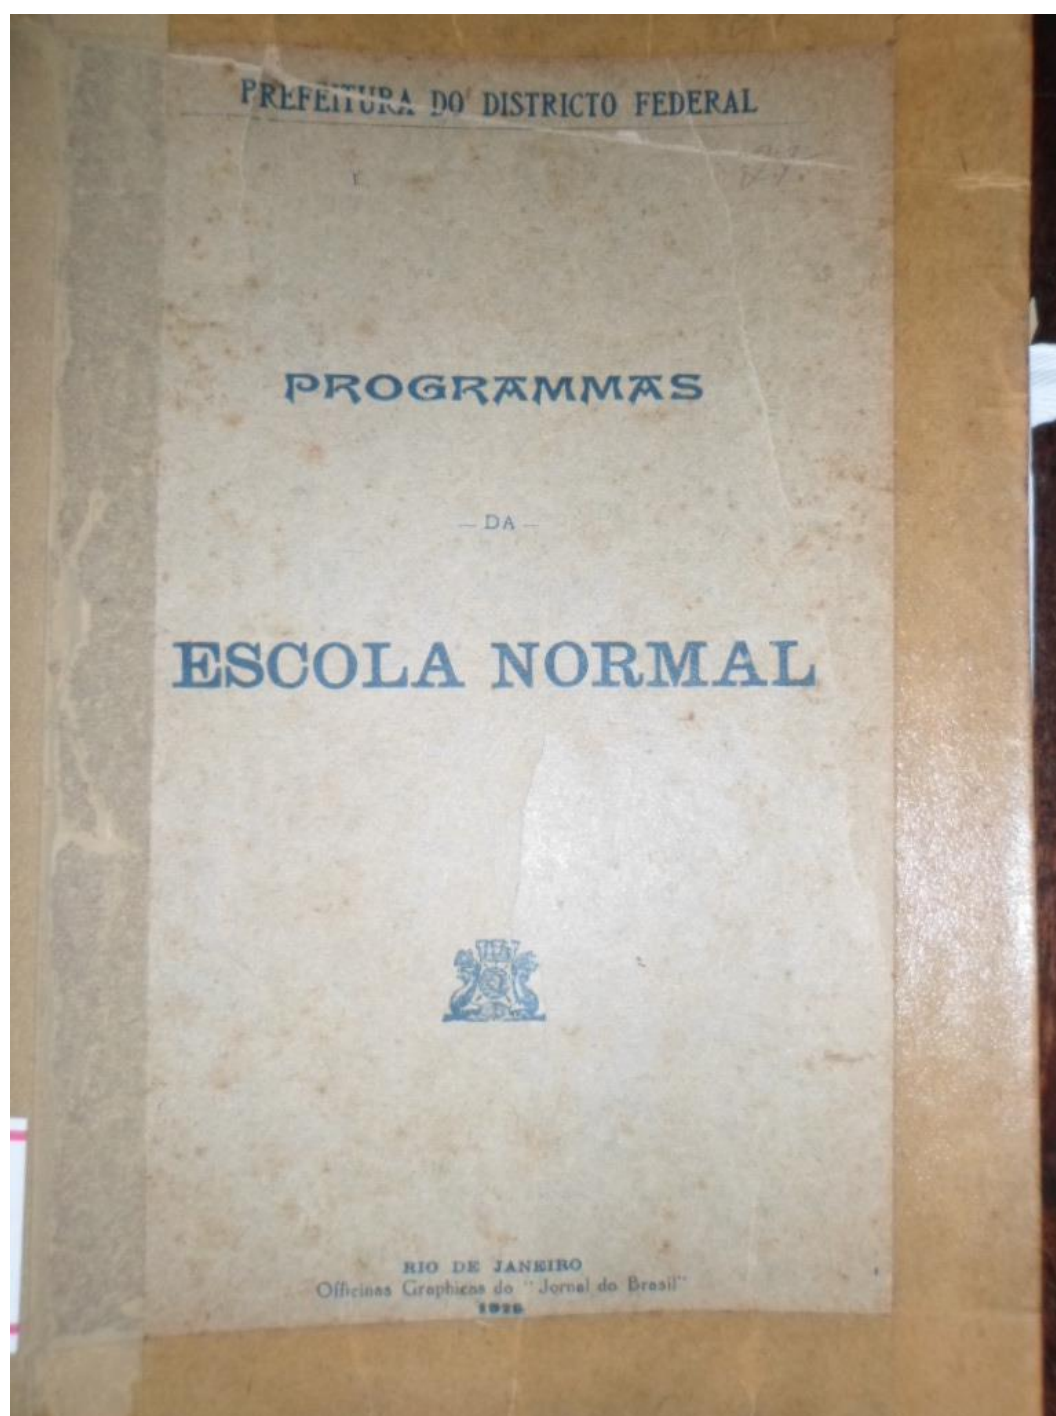 PREFEITURA DO DISTRICTO FEDERAL
PROGRAMMAS
— DA —
ESCOLA NORMAL
RIO DE JANEIRO
Officinas Graphicas do "Jornal do Brasil"